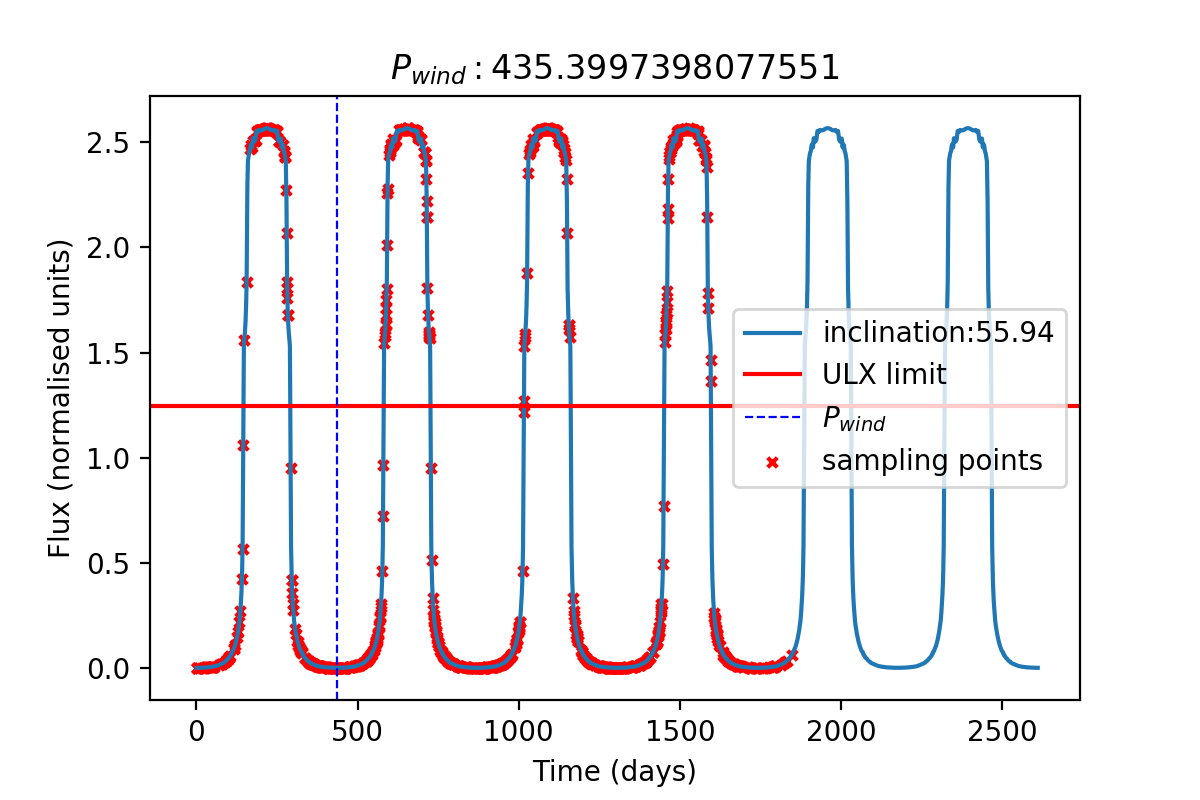 P_wind : 435.3997398077551
2.5
2.0
1.5
1.0
0.5
0.0
Flux (normalised units)
inclination:55.94
ULX limit
P_wind
sampling points
0 500 1000 1500 2000 2500
Time (days)